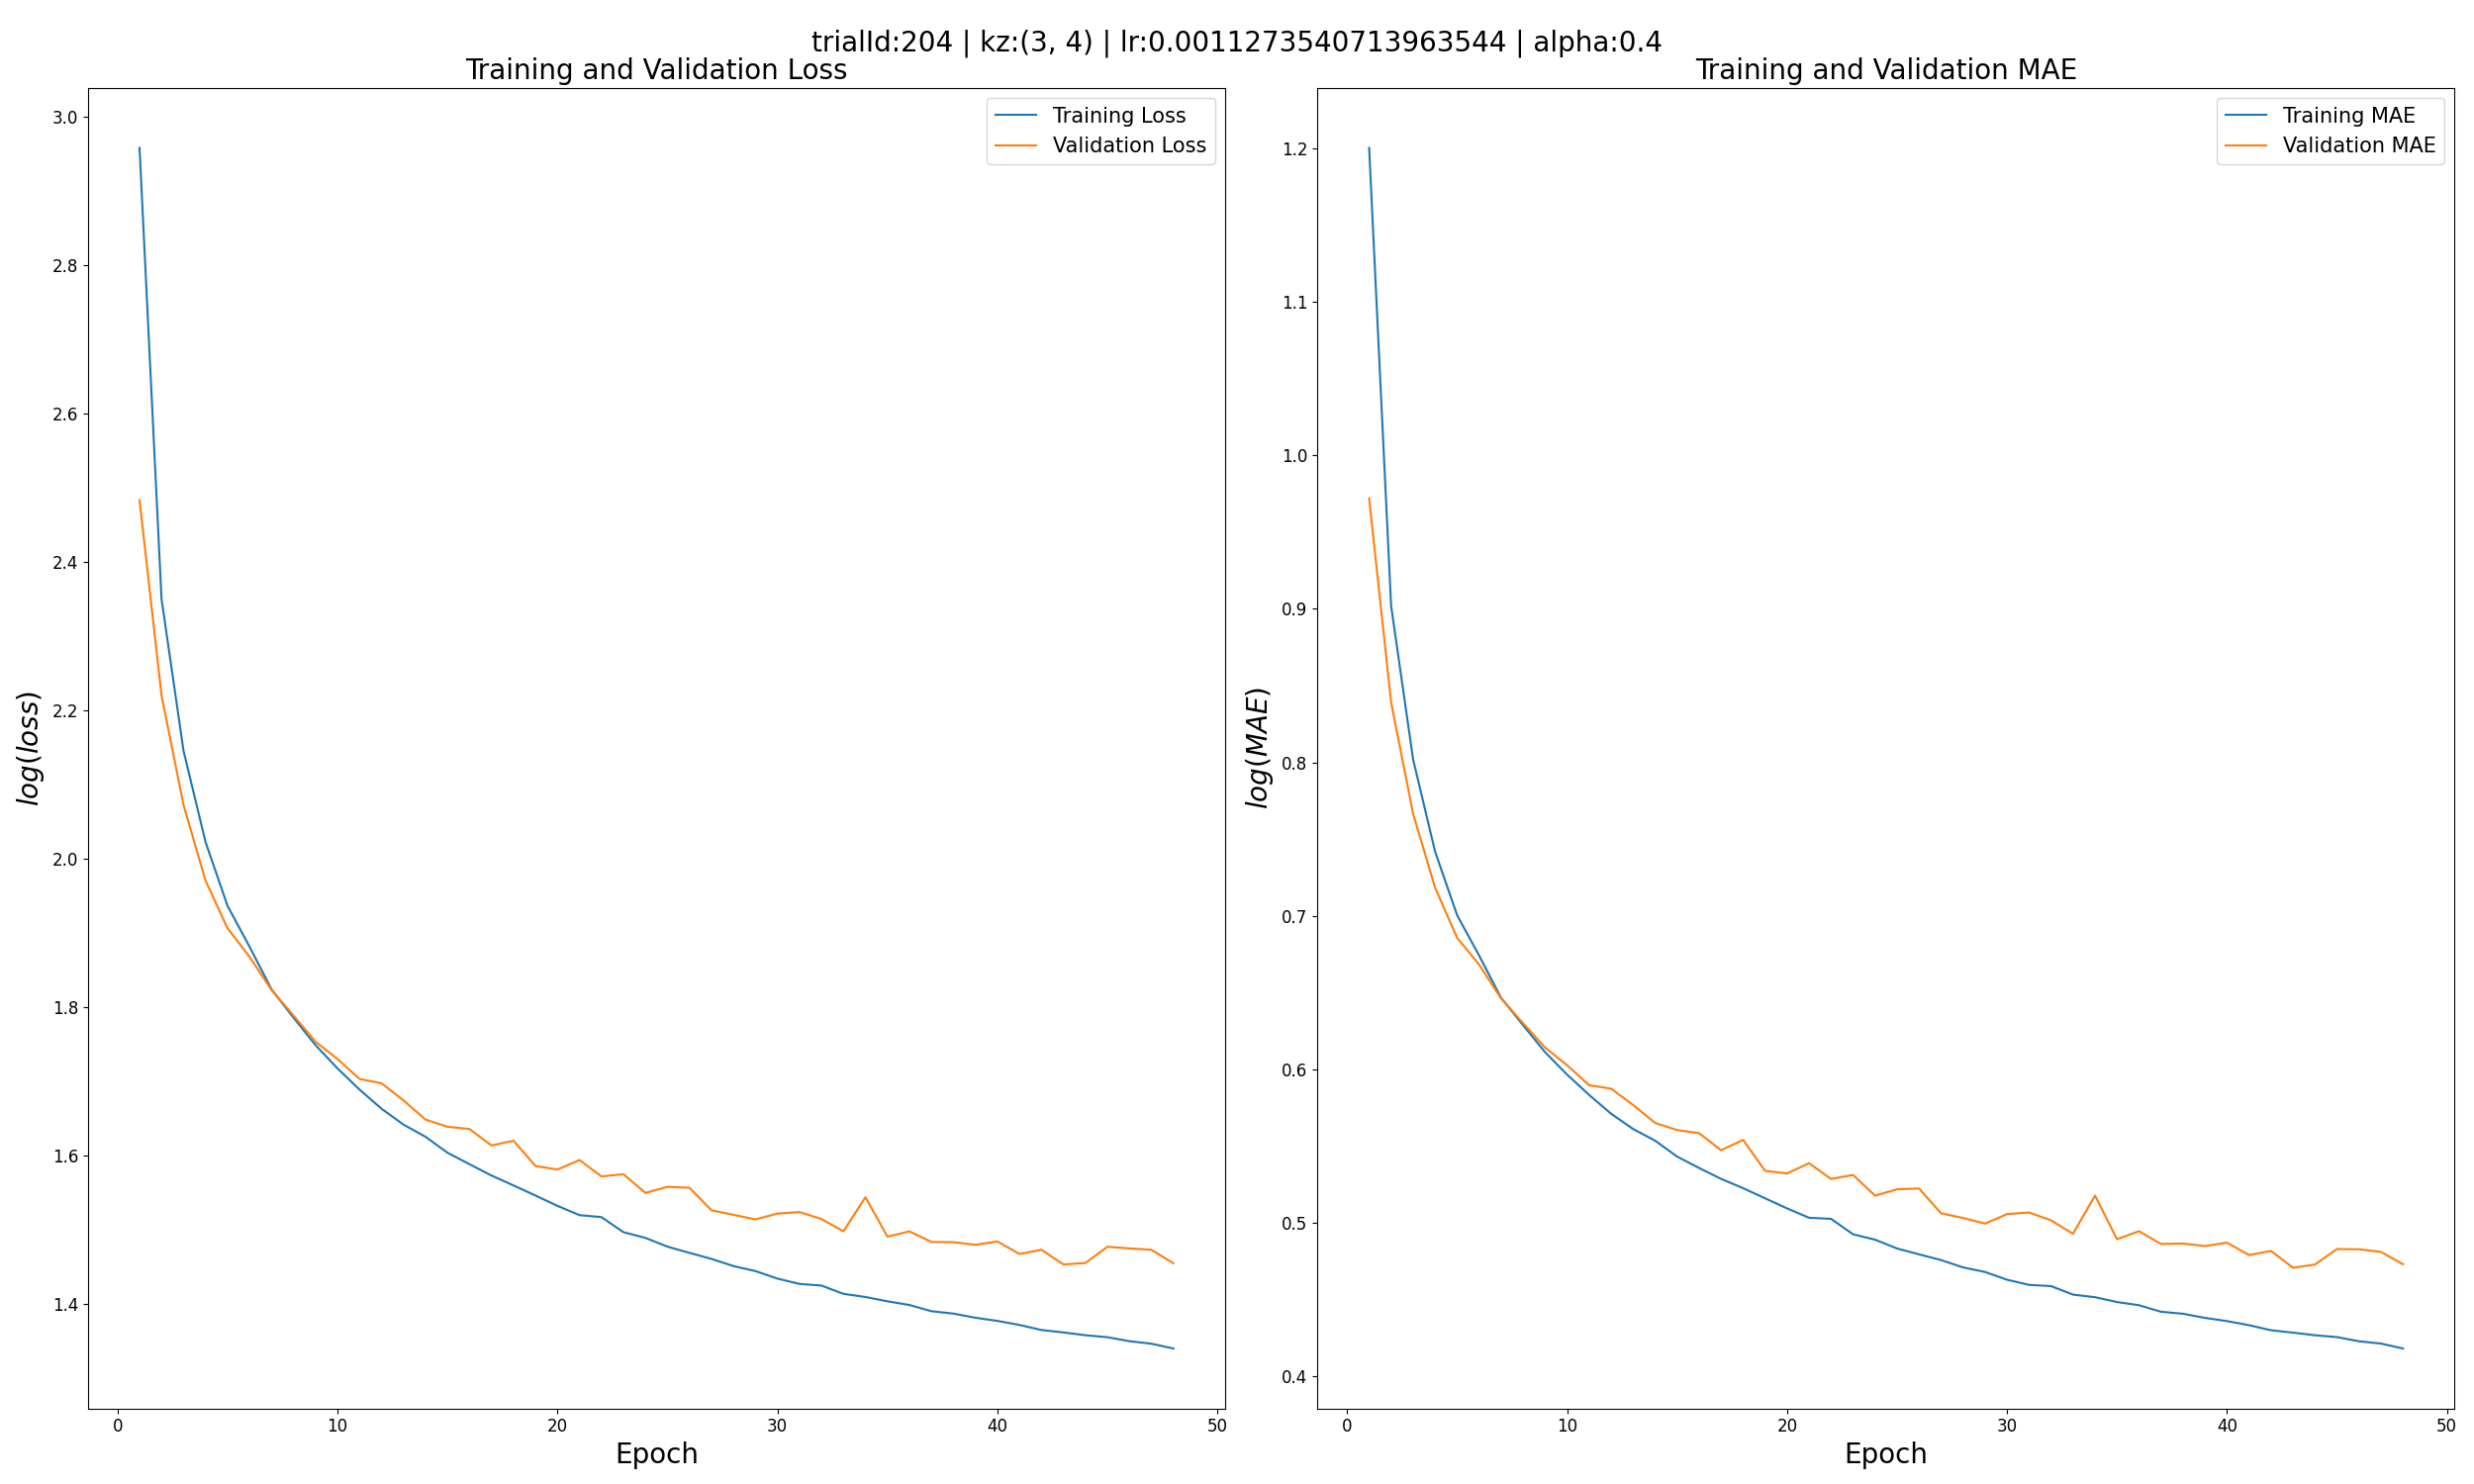 trialId:204 | kz:(3, 4) | lr:0.0011273540713963544 | alpha:0.4
Training and Validation Loss
Training Loss
Validation Loss
log(loss)
3.0
2.8
2.6
2.4
2.2
2.0
1.8
1.6
1.4
0 10 20 30 40 50
Epoch
Training and Validation MAE
Training MAE
Validation MAE
log(MAE)
1.2
1.1
1.0
0.9
0.8
0.7
0.6
0.5
0.4
0 10 20 30 40 50
Epoch